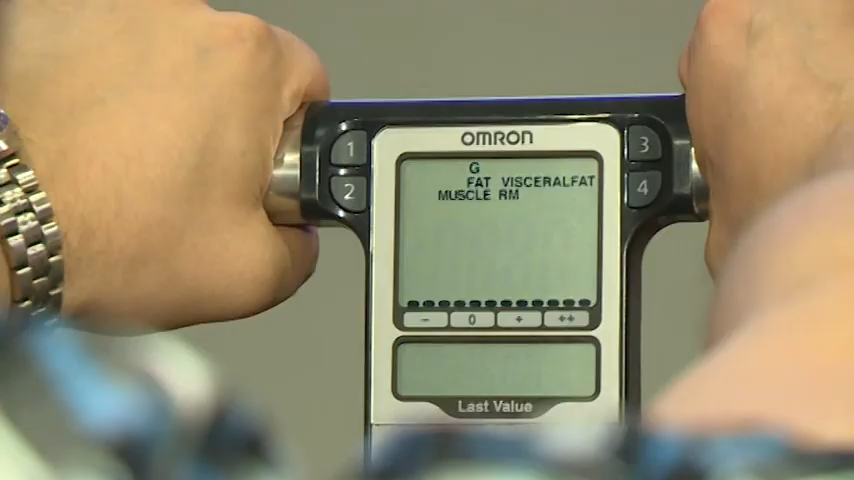 OMRON
1
3
G
FAT VISCERALFAT
2
4
MUSCLE RM
− 0 + ++
Last Value